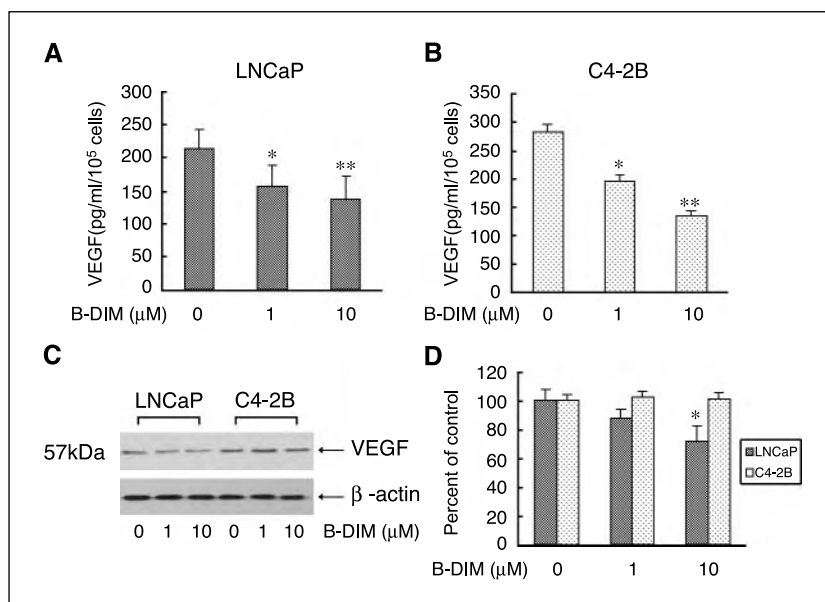 A
LNCaP
VEGF(pg/ml/10⁵ cells)
250
200
150
100
50
0
*
**
B-DIM (μM) 0 1 10
B
C4-2B
VEGF(pg/ml/10⁵ cells)
350
300
250
200
150
100
50
0
*
**
B-DIM (μM) 0 1 10
C
LNCaP C4-2B
57kDa
VEGF
β -actin
0 1 10 0 1 10 B-DIM (μM)
D
Percent of control
120
100
80
60
40
20
0
*
LNCaP
C4-2B
B-DIM (μM) 0 1 10